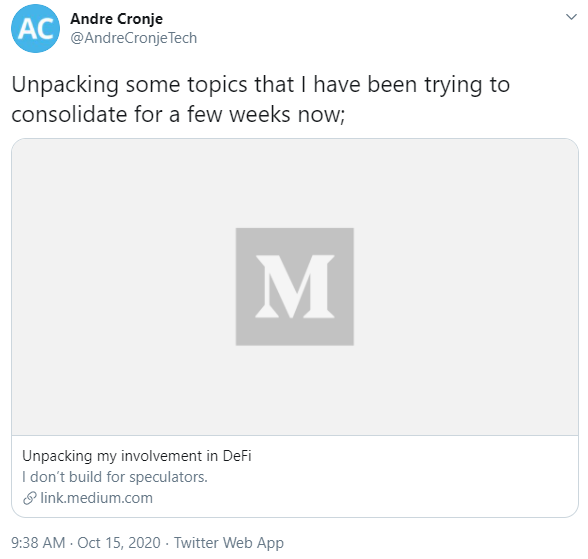 AC
Andre Cronje
@AndreCronjeTech
Unpacking some topics that I have been trying to
consolidate for a few weeks now;
M
Unpacking my involvement in DeFi
I don't build for speculators.
link.medium.com
9:38 AM · Oct 15, 2020 · Twitter Web App